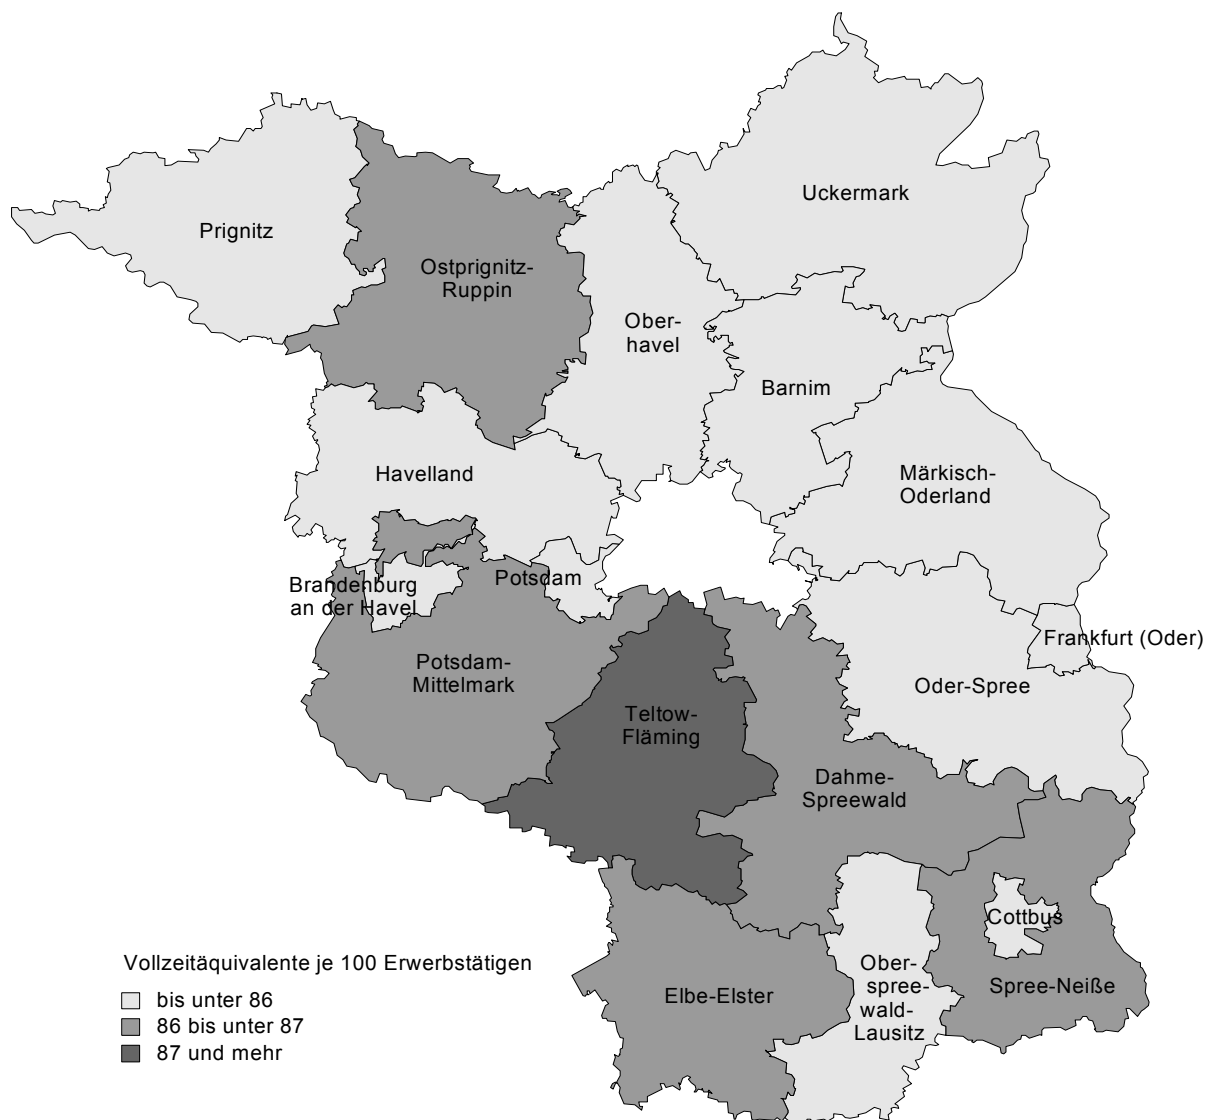 Uckermark
Prignitz
Ostprignitz-
Ruppin
Ober-
havel
Barnim
Havelland
Märkisch-
Oderland
Potsdam
Brandenburg
an der Havel
Frankfurt (Oder)
Potsdam-
Mittelmark
Oder-Spree
Teltow-
Fläming
Dahme-
Spreewald
Cottbus
Ober-
spree-
wald-
Lausitz
Spree-Neiße
Elbe-Elster
Vollzeitäquivalente je 100 Erwerbstätigen
bis unter 86
86 bis unter 87
87 und mehr